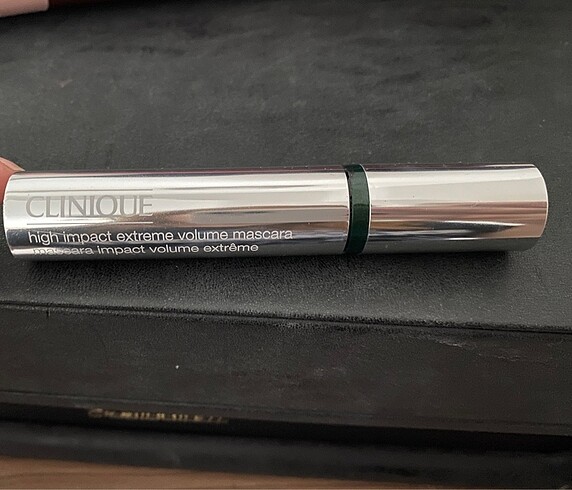 CLINIQUE
high impact extreme volume mascara
mascara impact volume extrême